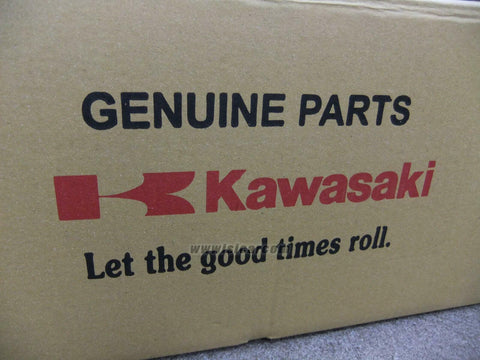 GENUINE PARTS
Kawasaki
Let the good times roll.